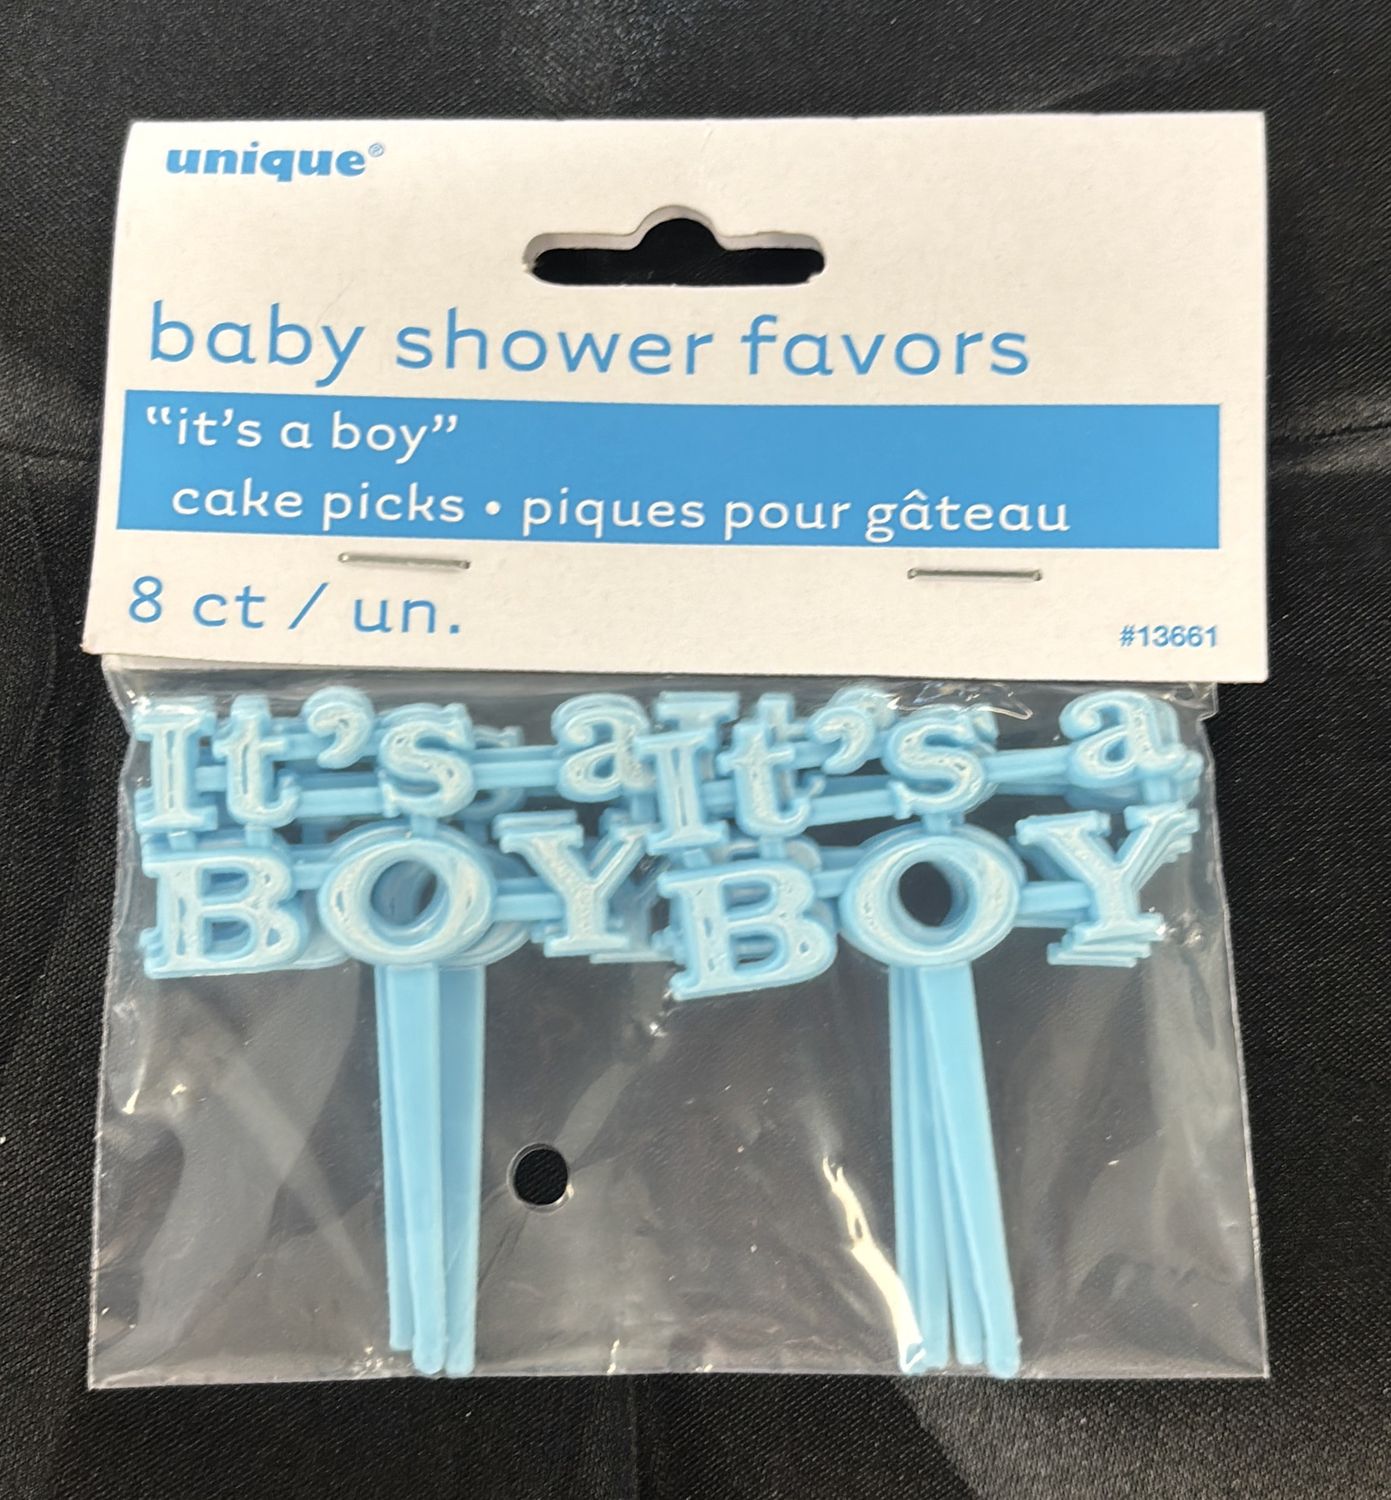 unique®
baby shower favors
“it’s a boy”
cake picks • piques pour gâteau
8 ct / un.
#13661
It’s a It’s a
BOY BOY